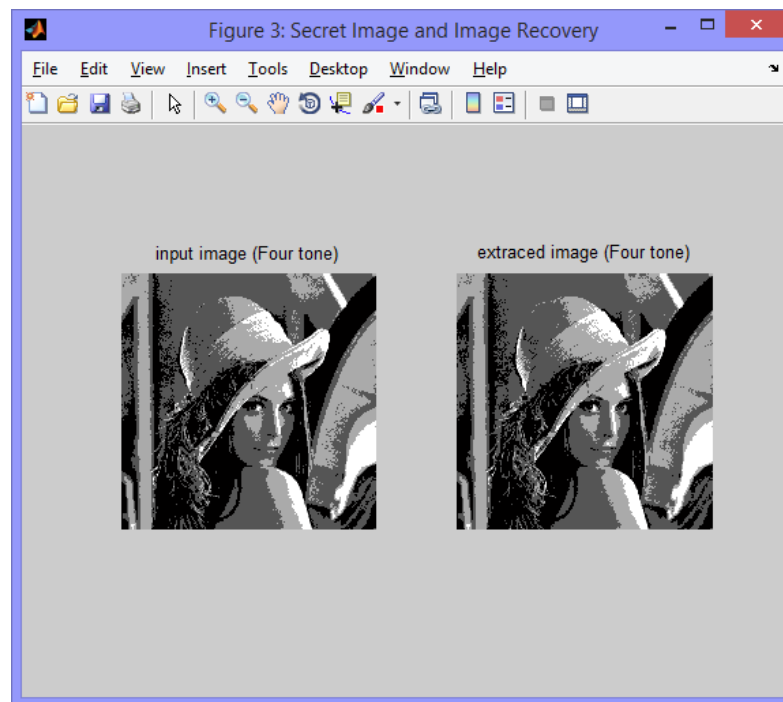 Figure 3: Secret Image and Image Recovery
File Edit View Insert Tools Desktop Window Help
input image (Four tone)
extraced image (Four tone)